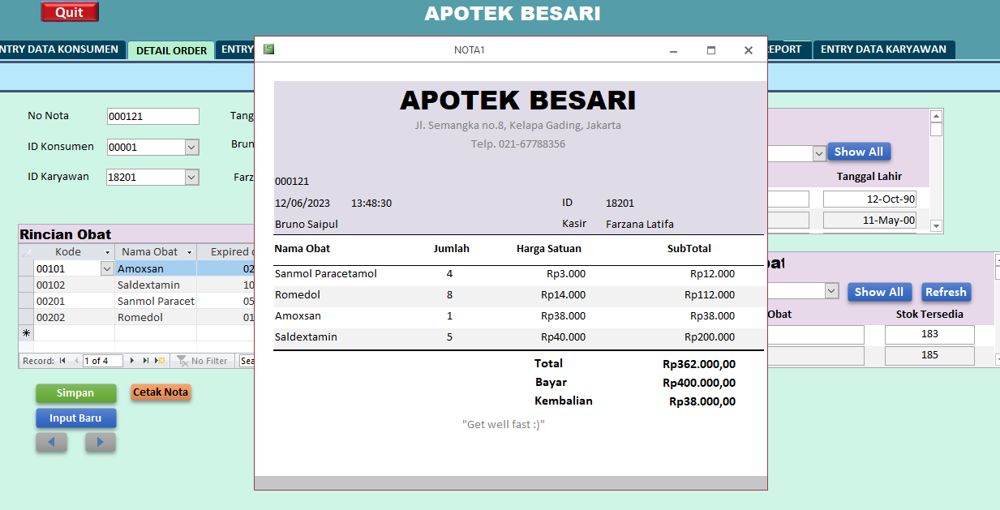 Quit
APOTEK BESARI
NTRY DATA KONSUMEN
DETAIL ORDER
ENTRY
EPORT
ENTRY DATA KARYAWAN
No Nota 000121 Tang
ID Konsumen 00001 Brun
ID Karyawan 18201 Farz
Rincian Obat
Kode Nama Obat Expired d
00101 Amoxsan 02
00102 Saldextamin 10
00201 Sanmol Paracet 05
00202 Romedol 01
Record: 1 of 4 No Filter Sea
Simpan
Cetak Nota
Input Baru
NOTA1
APOTEK BESARI
Jl. Semangka no.8, Kelapa Gading, Jakarta
Telp. 021-67788356
000121
12/06/2023 13:48:30 ID 18201
Bruno Saipul Kasir Farzana Latifa
Nama Obat Jumlah Harga Satuan SubTotal
Sanmol Paracetamol 4 Rp3.000 Rp12.000
Romedol 8 Rp14.000 Rp112.000
Amoxsan 1 Rp38.000 Rp38.000
Saldextamin 5 Rp40.000 Rp200.000
Total Rp362.000,00
Bayar Rp400.000,00
Kembalian Rp38.000,00
"Get well fast :)"
Show All
Tanggal Lahir
12-Oct-90
11-May-00
at
Show All
Refresh
Obat Stok Tersedia
183
185